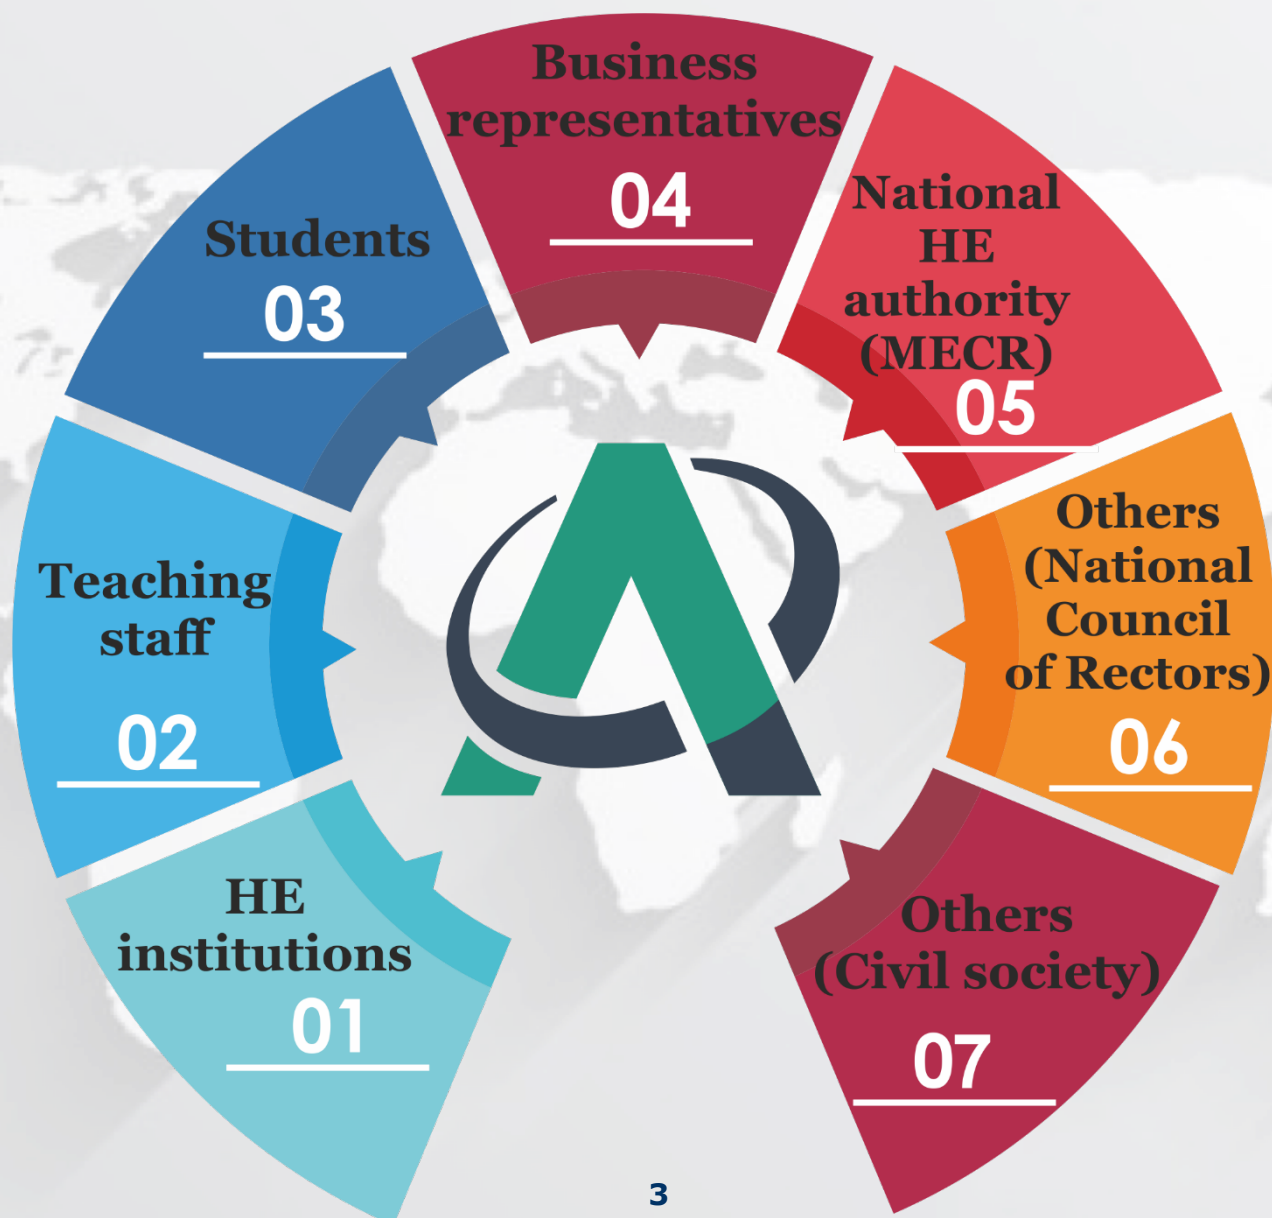 HE
institutions
01
Teaching
staff
02
Students
03
Business
representatives
04
National
HE
authority
(MECR)
05
Others
(National
Council
of Rectors)
06
Others
(Civil society)
07
3